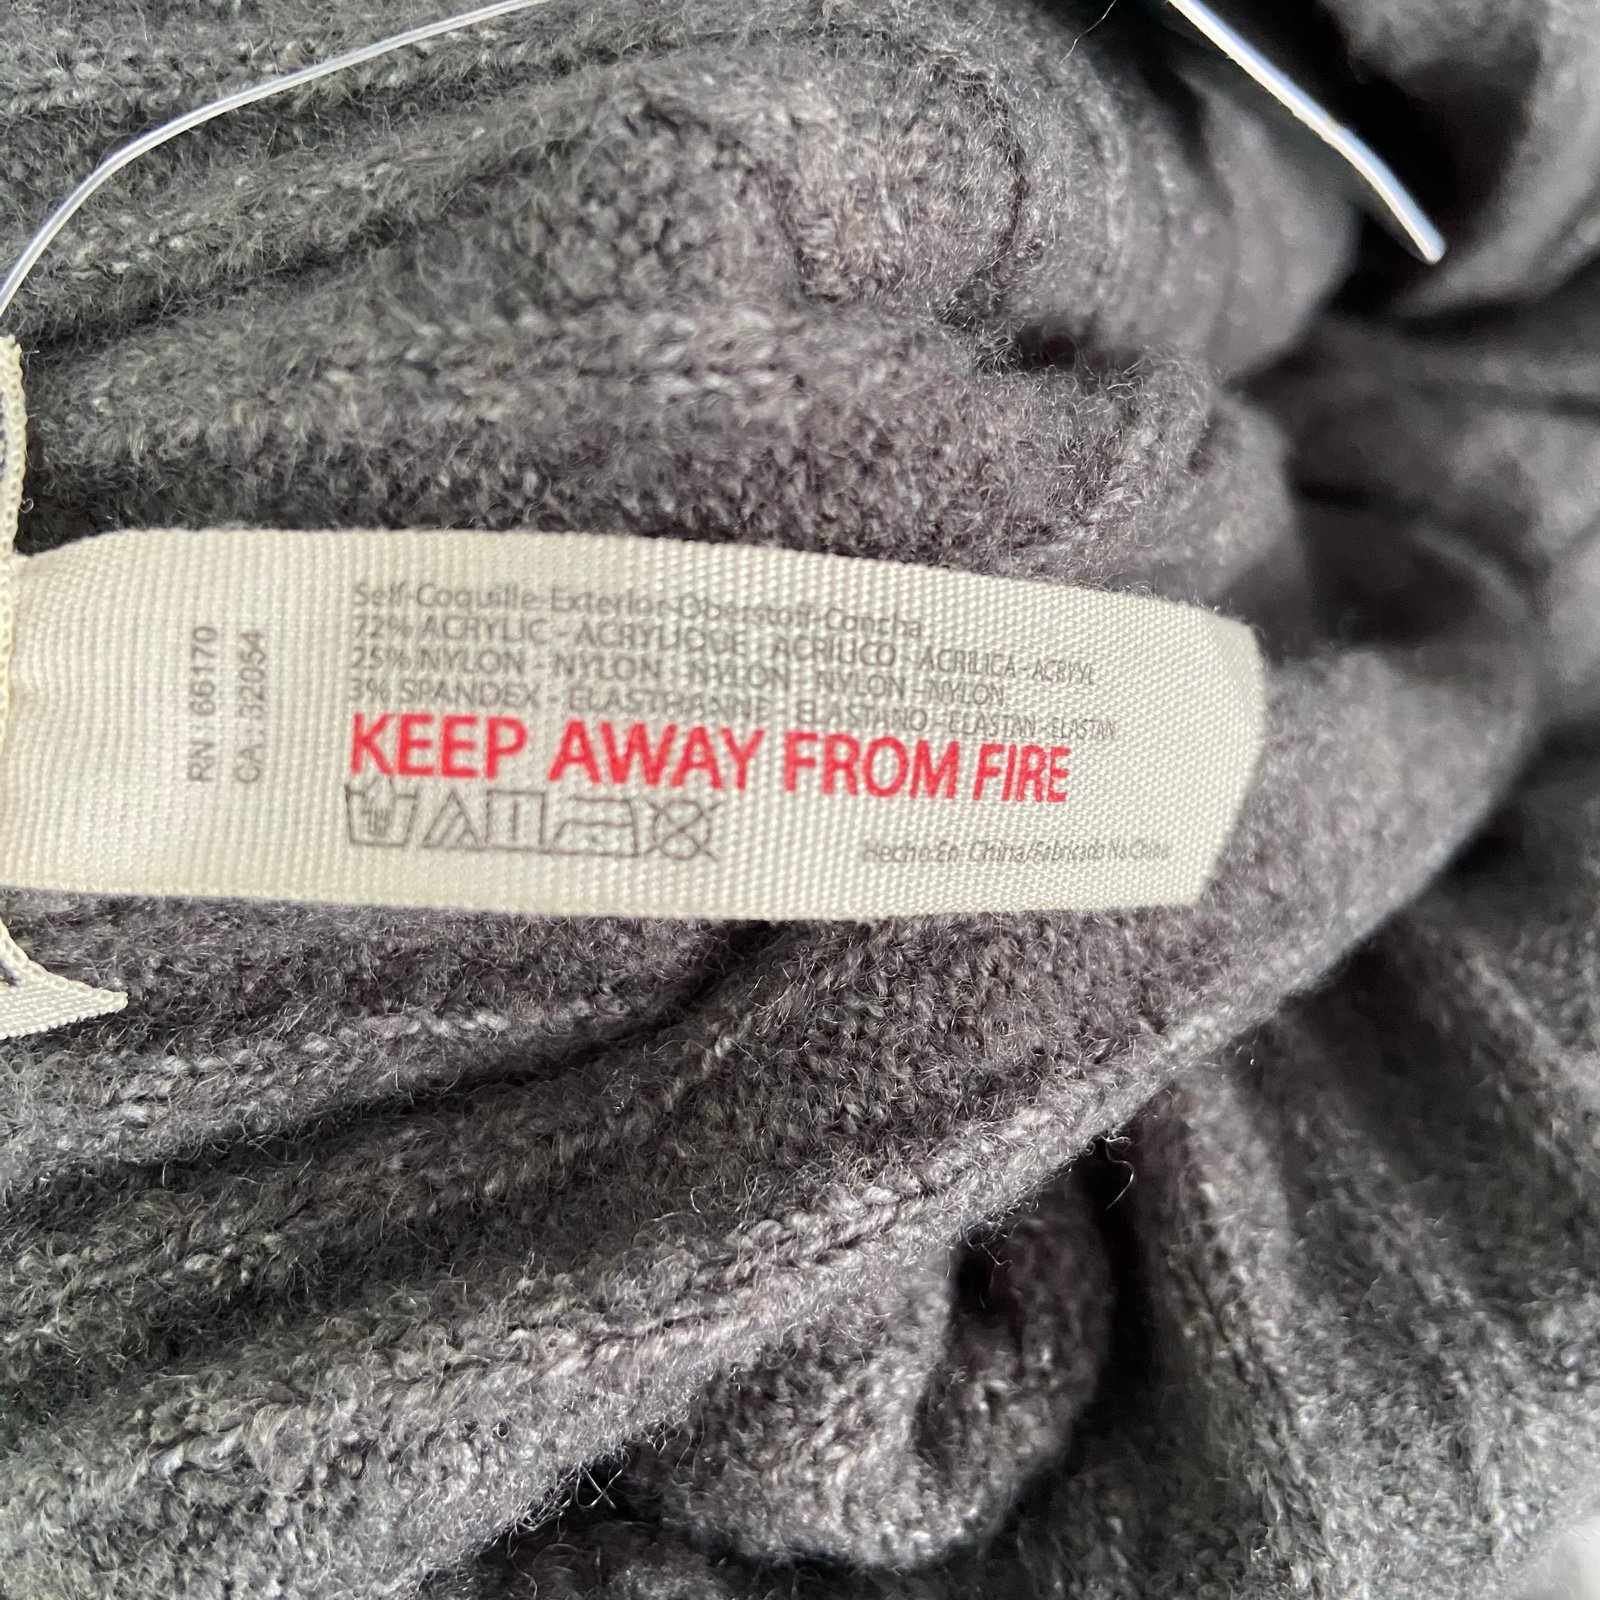 RN 66170
CA.32054
Self-Coquille-Exterior-Oberstoff-Concha
72% ACRYLIC - ACRYLIQUE - ACRILICO - ACRILICA - ACRYYL
25% NYLON - NYLON - NYLON - NYLON - NYLON
3% SPANDEX - ELASTHANNE - ELASTANO - ELASTAN - ELASTAN
KEEP AWAY FROM FIRE
Hecho En China/Fabricado Na China